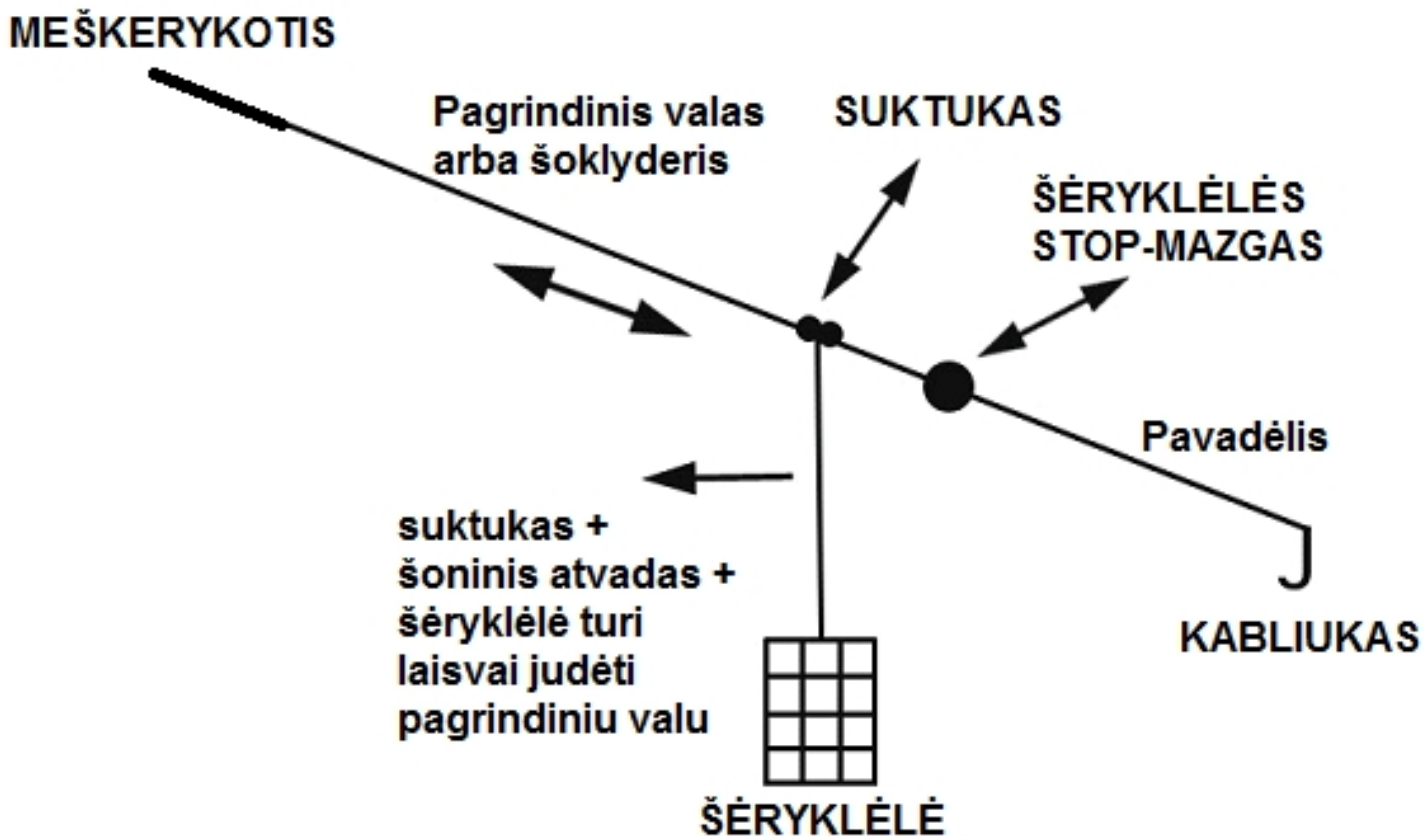 MEŠKERYKOTIS
Pagrindinis valas
arba šoklyderis
SUKTUKAS
ŠĖRYKLĖLĖS
STOP-MAZGAS
Pavadėlis
suktukas +
šoninis atvadas +
šėryklėlė turi
laisvai judėti
pagrindiniu valu
KABLIUKAS
ŠĖRYKLĖLĖ